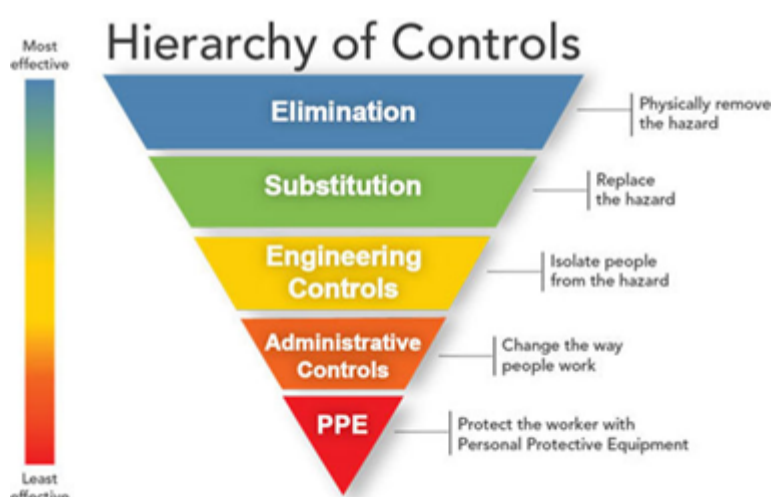 Hierarchy of Controls
Most
effective
Elimination
Physically remove
the hazard
Substitution
Replace
the hazard
Engineering
Controls
Isolate people
from the hazard
Administrative
Controls
Change the way
people work
PPE
Protect the worker with
Personal Protective Equipment
Least
effective